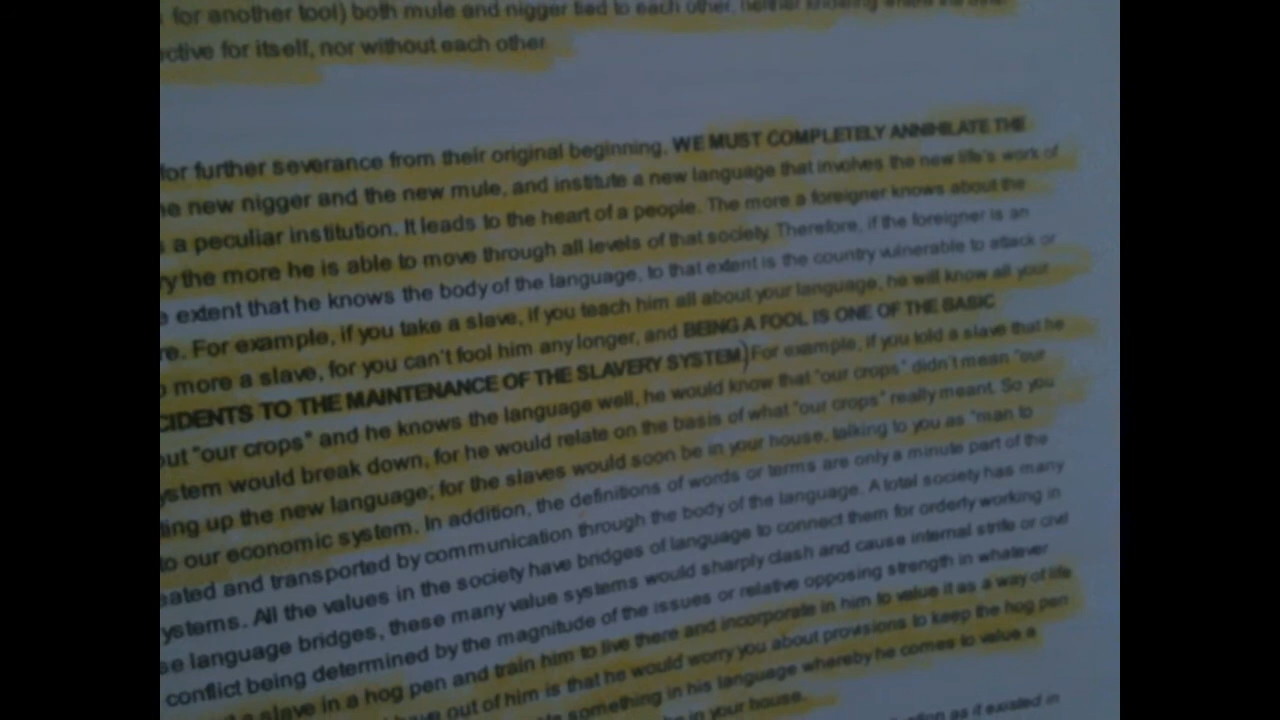 for another tool) both mule and nigger tied to each other, neither knowing
ective for itself, nor without each other
for further severance from their original beginning, WE MUST COMPLETELY ANNIHILATE THE
new nigger and the new mule, and institute a new language that involves the new life's work of
a peculiar institution. It leads to the heart of a people. The more a foreigner knows about the
the more he is able to move through all levels of that society. Therefore, if the foreigner is an
extent that he knows the body of the language, to that extent is the country vulnerable to attack or
For example, if you take a slave, if you teach him all about your language, he will know all your
more a slave, for you can't fool him any longer, and BEING A FOOL IS ONE OF THE BASIC
CIDENTS TO THE MAINTENANCE OF THE SLAVERY SYSTEM) For example, if you told a slave that he
out "our crops" and he knows the language well, he would know that "our crops" didn't mean "our
ystem would break down, for he would relate on the basis of what "our crops" really meant. So you
ting up the new language; for the slaves would soon be in your house, talking to you as "man to
to our economic system. In addition, the definitions of words or terms are only a minute part of the
eated and transported by communication through the body of the language. A total society has many
ystems. All the values in the society have bridges of language to connect them for orderly working in
se language bridges, these many value systems would sharply clash and cause internal strife or civil
conflict being determined by the magnitude of the issues or relative opposing strength in whatever
a slave in a hog pen and train him to live there and incorporate in him to value it as a way of life
out of him is that he would worry you about provisions to keep the hog pen
something in his language whereby he comes to value a
in your house.
as it existed in